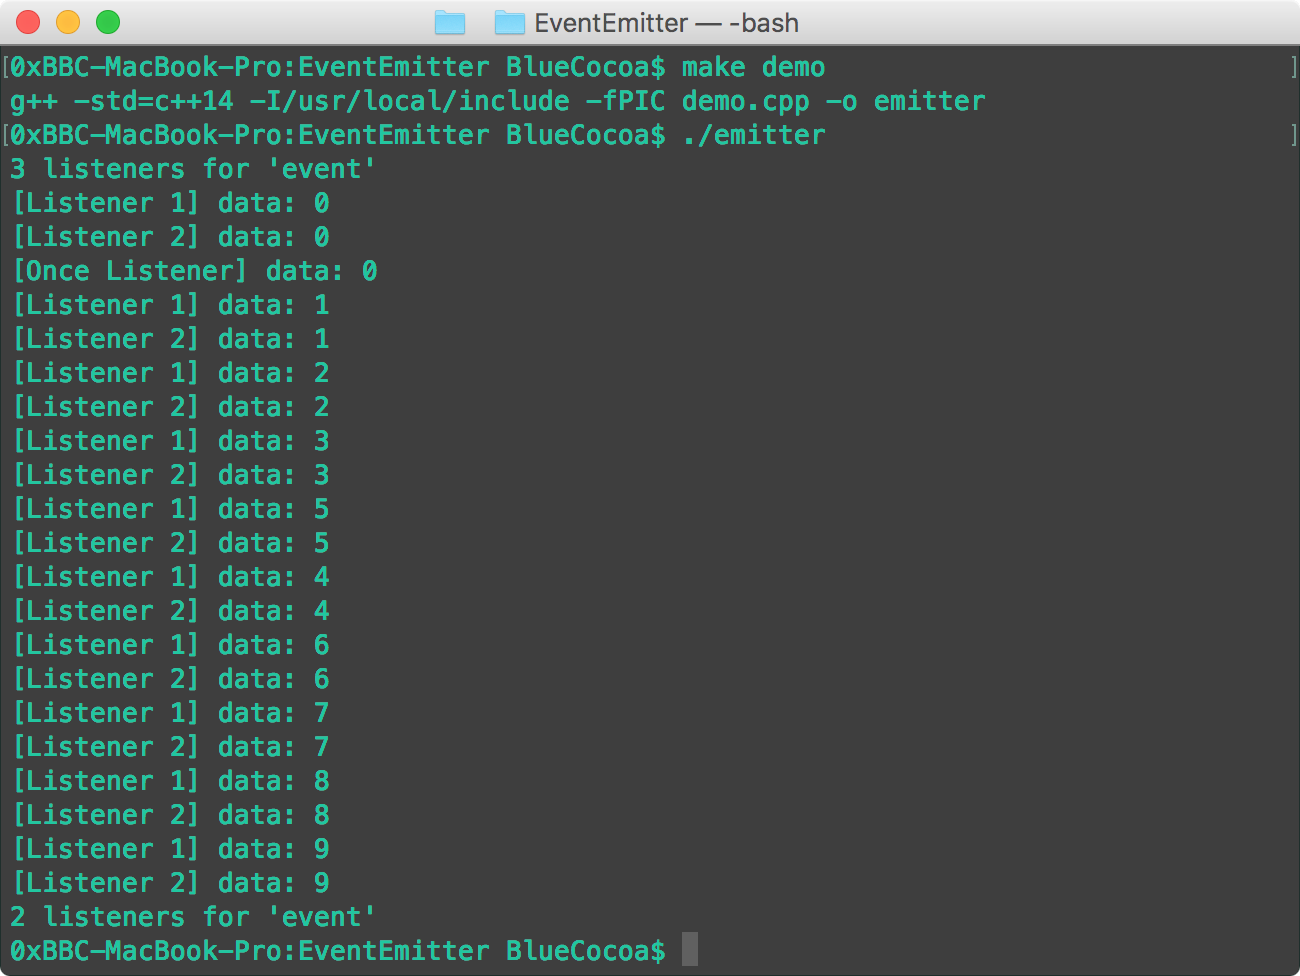 EventEmitter — -bash
[0xBBC-MacBook-Pro:EventEmitter BlueCocoa$ make demo ]
g++ -std=c++14 -I/usr/local/include -fPIC demo.cpp -o emitter
[0xBBC-MacBook-Pro:EventEmitter BlueCocoa$ ./emitter ]
3 listeners for 'event'
[Listener 1] data: 0
[Listener 2] data: 0
[Once Listener] data: 0
[Listener 1] data: 1
[Listener 2] data: 1
[Listener 1] data: 2
[Listener 2] data: 2
[Listener 1] data: 3
[Listener 2] data: 3
[Listener 1] data: 5
[Listener 2] data: 5
[Listener 1] data: 4
[Listener 2] data: 4
[Listener 1] data: 6
[Listener 2] data: 6
[Listener 1] data: 7
[Listener 2] data: 7
[Listener 1] data: 8
[Listener 2] data: 8
[Listener 1] data: 9
[Listener 2] data: 9
2 listeners for 'event'
0xBBC-MacBook-Pro:EventEmitter BlueCocoa$